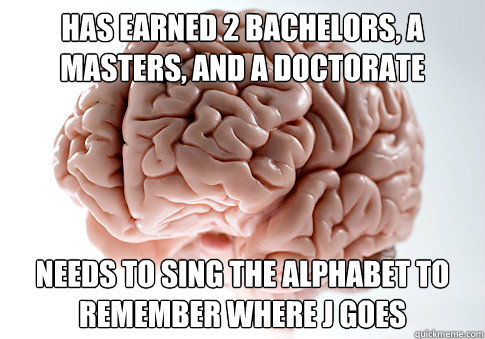 HAS EARNED 2 BACHELORS, A
MASTERS, AND A DOCTORATE
NEEDS TO SING THE ALPHABET TO
REMEMBER WHERE J GOES
quickmeme.com